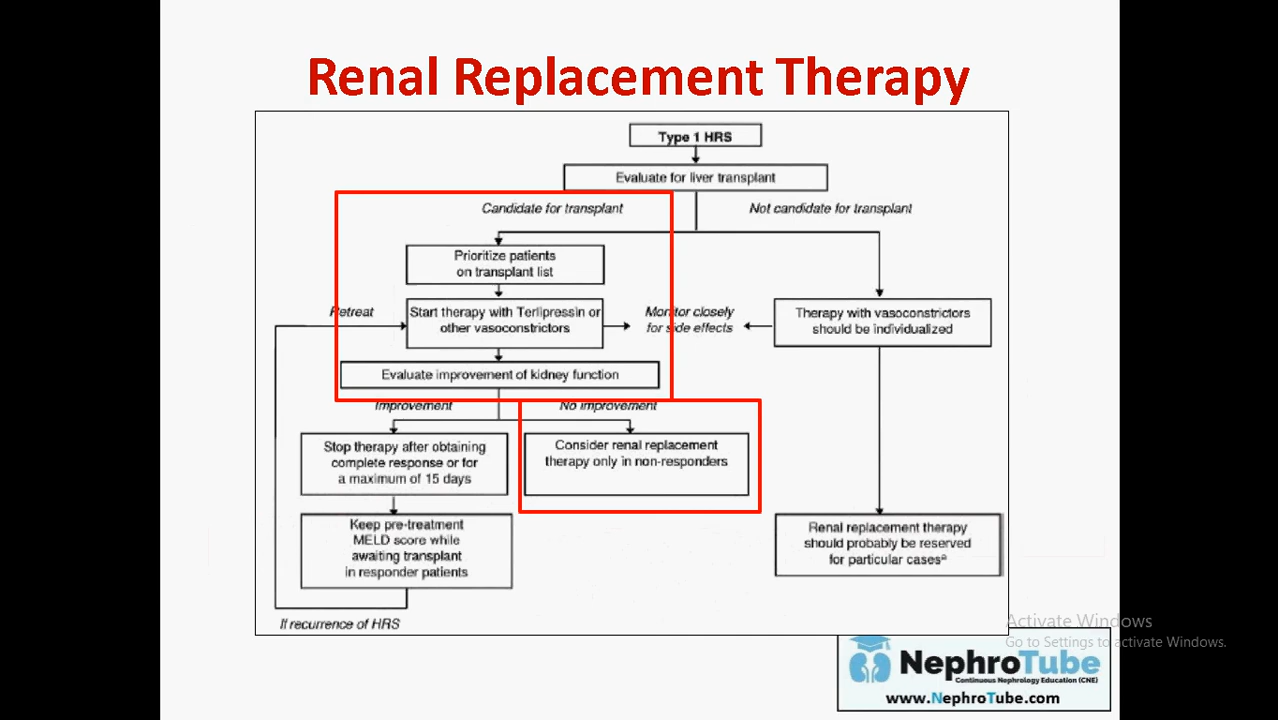 Renal Replacement Therapy
Type 1 HRS
Evaluate for liver transplant
Candidate for transplant
Not candidate for transplant
Prioritize patients
on transplant list
Retreat
Start therapy with Terlipressin or
other vasoconstrictors
Monitor closely
for side effects
Therapy with vasoconstrictors
should be individualized
Evaluate improvement of kidney function
Improvement
No improvement
Stop therapy after obtaining
complete response or for
a maximum of 15 days
Consider renal replacement
therapy only in non-responders
Keep pre-treatment
MELD score while
awaiting transplant
in responder patients
Renal replacement therapy
should probably be reserved
for particular casesª
If recurrence of HRS
Activate Windows
Go to Settings to activate Windows.
NephroTube
Continuous Nephrology Education (CNE)
www.NephroTube.com